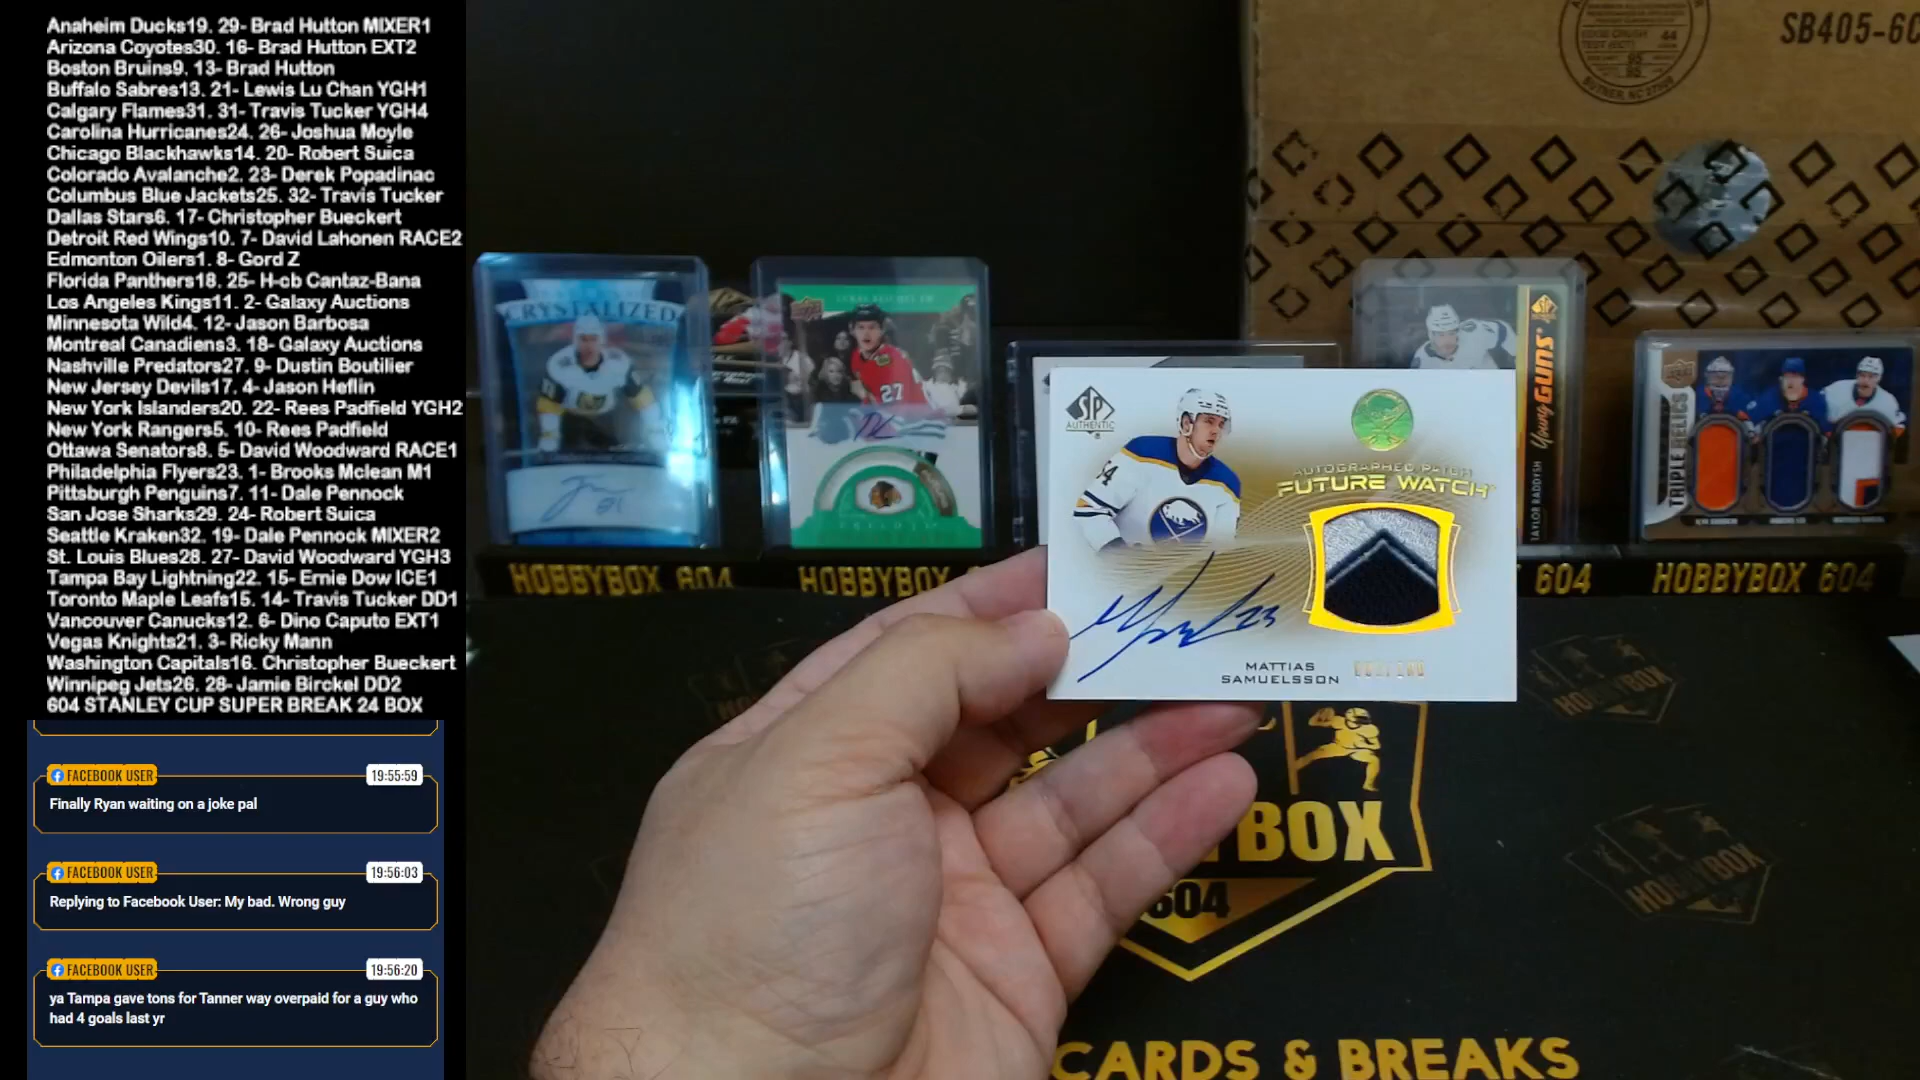 Anaheim Ducks19. 29- Brad Hutton MIXER1
Arizona Coyotes30. 16- Brad Hutton EXT2
Boston Bruins9. 13- Brad Hutton
Buffalo Sabres13. 21- Lewis Lu Chan YGH1
Calgary Flames31. 31- Travis Tucker YGH4
Carolina Hurricanes24. 26- Joshua Moyle
Chicago Blackhawks14. 20- Robert Suica
Colorado Avalanche2. 23- Derek Popadinac
Columbus Blue Jackets25. 32- Travis Tucker
Dallas Stars6. 17- Christopher Bueckert
Detroit Red Wings10. 7- David Lahonen RACE2
Edmonton Oilers1. 8- Gord Z
Florida Panthers18. 25- H-cb Cantaz-Bana
Los Angeles Kings11. 2- Galaxy Auctions
Minnesota Wild4. 12- Jason Barbosa
Montreal Canadiens3. 18- Galaxy Auctions
Nashville Predators27. 9- Dustin Boutilier
New Jersey Devils17. 4- Jason Heflin
New York Islanders20. 22- Rees Padfield YGH2
New York Rangers5. 10- Rees Padfield
Ottawa Senators8. 5- David Woodward RACE1
Philadelphia Flyers23. 1- Brooks Mclean M1
Pittsburgh Penguins7. 11- Dale Pennock
San Jose Sharks29. 24- Robert Suica
Seattle Kraken32. 19- Dale Pennock MIXER2
St. Louis Blues28. 27- David Woodward YGH3
Tampa Bay Lightning22. 15- Ernie Dow ICE1
Toronto Maple Leafs15. 14- Travis Tucker DD1
Vancouver Canucks12. 6- Dino Caputo EXT1
Vegas Knights21. 3- Ricky Mann
Washington Capitals16. Christopher Bueckert
Winnipeg Jets26. 28- Jamie Birckel DD2
604 STANLEY CUP SUPER BREAK 24 BOX
FACEBOOK USER 19:55:59
Finally Ryan waiting on a joke pal
FACEBOOK USER 19:56:03
Replying to Facebook User: My bad. Wrong guy
FACEBOOK USER 19:56:20
ya Tampa gave tons for Tanner way overpaid for a guy who
had 4 goals last yr
SB405-6
CRYSTALIZED
27
Young GUNS
TAYLOR RADDYSH
TRIPLE RELICS
SP
AUTHENTIC
AUTOGRAPHED PATCH
FUTURE WATCH
MATTIAS
SAMUELSSON
HOBBYBOX 604
HOBBYBOX
604
HOBBYBOX 604
BOX
604
CARDS & BREAKS
HOBBYBOX
HOBBYBOX